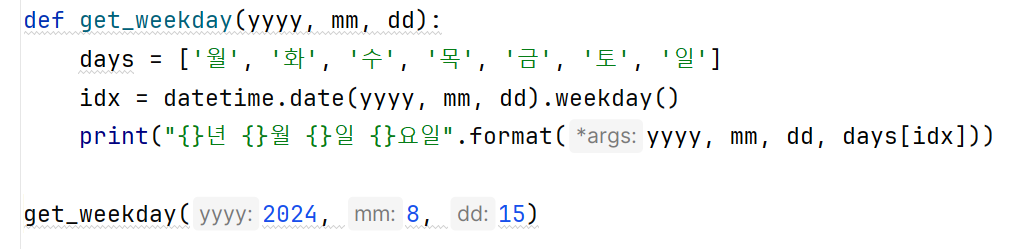 def get_weekday(yyyy, mm, dd):
    days = ['월', '화', '수', '목', '금', '토', '일']
    idx = datetime.date(yyyy, mm, dd).weekday()
    print("{}년 {}월 {}일 {}요일".format( *args: yyyy, mm, dd, days[idx]))
get_weekday( yyyy: 2024, mm: 8, dd: 15)